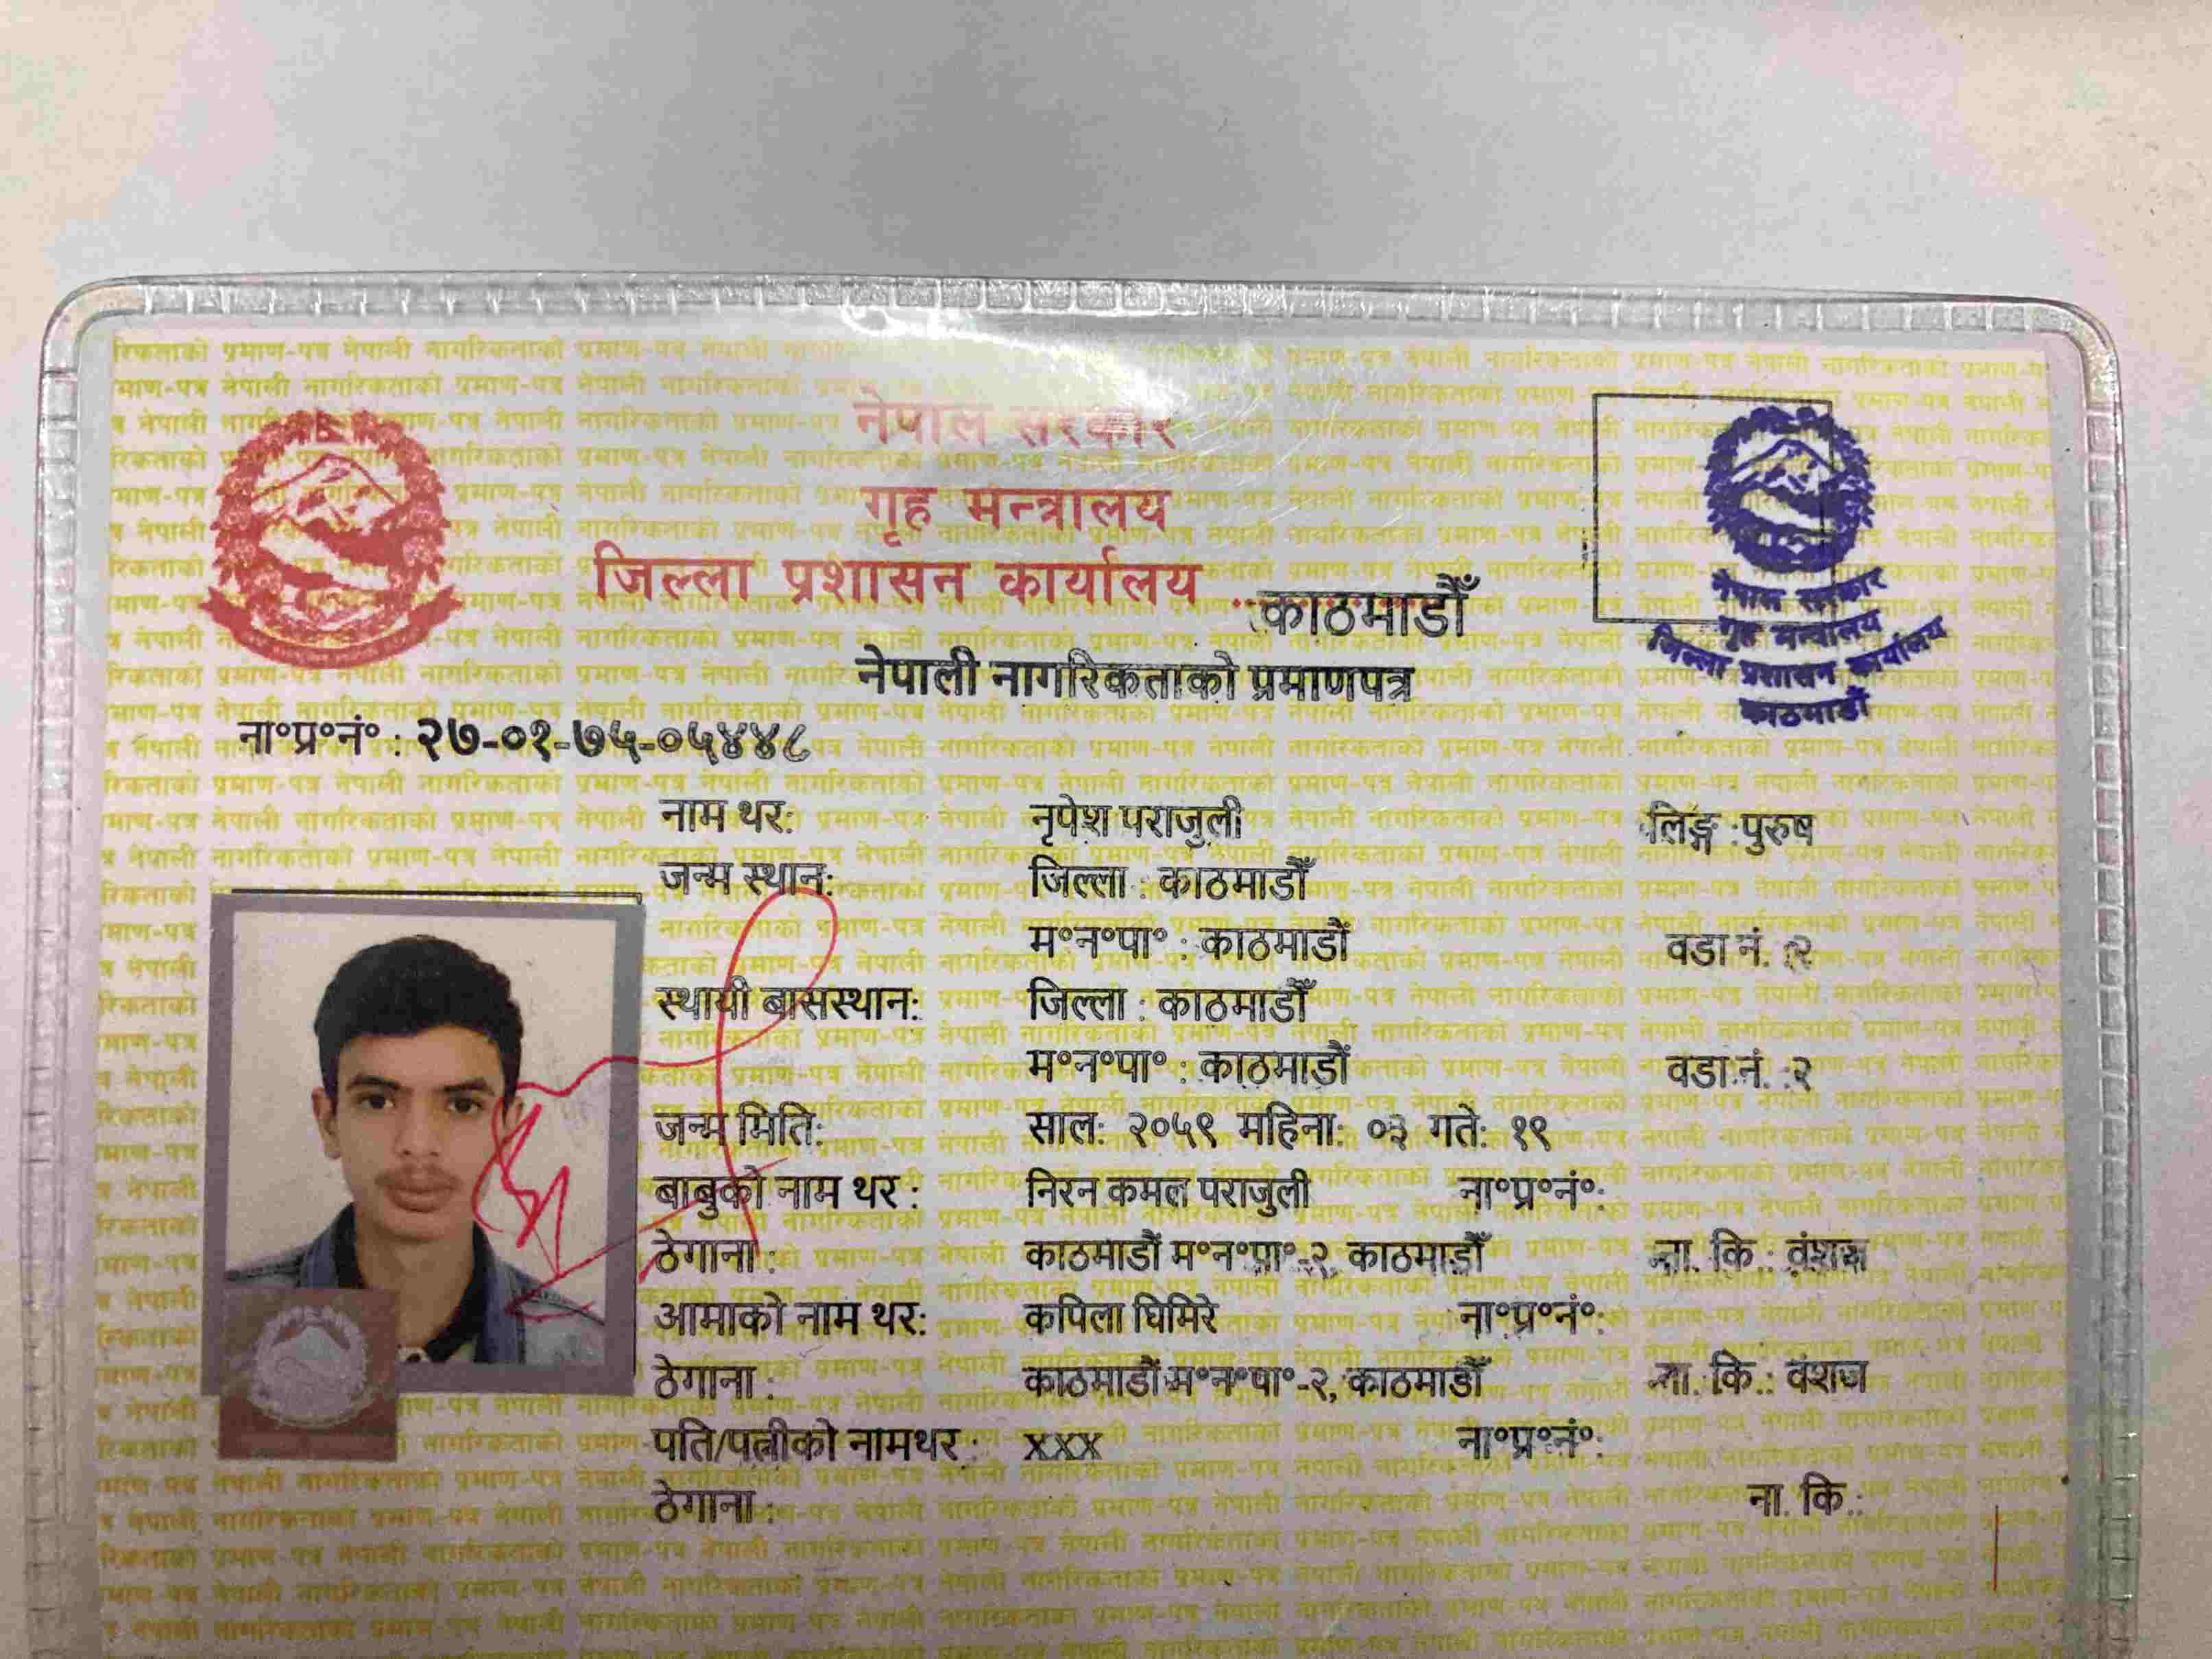 नेपाल सरकार
गृह मन्त्रालय
जिल्ला प्रशासन कार्यालय काठमाडौँ
नेपाल सरकार
गृह मन्त्रालय
जिल्ला प्रशासन कार्यालय
काठमाडौँ
नेपाली नागरिकताको प्रमाणपत्र
ना॰प्र॰नं॰ : २७-०१-७५-०५४४८
नाम थर: नृपेश पराजुली लिङ्ग :पुरुष
जन्म स्थान: जिल्ला : काठमाडौँ
म॰न॰पा॰ : काठमाडौं वडा नं. :२
स्थायी बासस्थान: जिल्ला : काठमाडौँ
म॰न॰पा॰ : काठमाडौं वडा नं. :२
जन्म मिति: साल: २०५९ महिना: ०३ गते: १९
बाबुको नाम थर : निरन कमल पराजुली ना॰प्र॰नं॰:
ठेगाना : काठमाडौं म॰न॰पा॰-२, काठमाडौँ ना. कि.: वंशज
आमाको नाम थर: कपिला घिमिरे ना॰प्र॰नं॰:
ठेगाना : काठमाडौं म॰न॰पा॰-२, काठमाडौँ ना. कि.: वंशज
पति/पत्नीको नामथर : xxx ना॰प्र॰नं॰:
ठेगाना : ना. कि.: